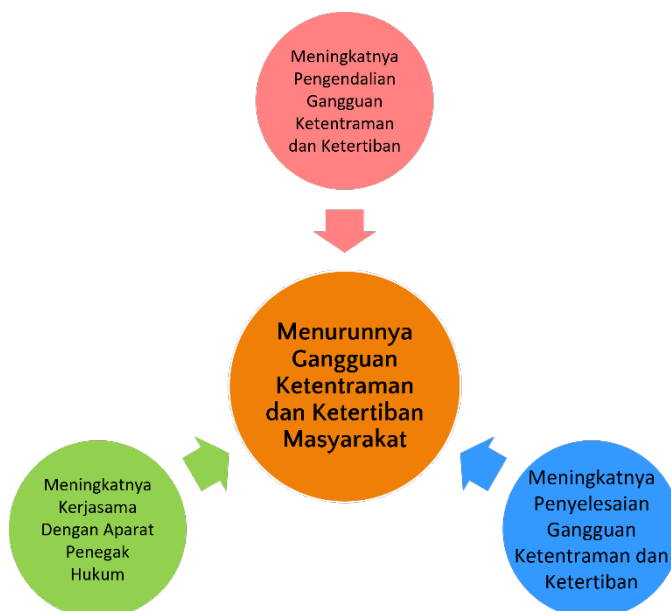 Meningkatnya
Pengendalian
Gangguan
Ketentraman
dan Ketertiban
Menurunnya
Gangguan
Ketentraman
dan Ketertiban
Masyarakat
Meningkatnya
Kerjasama
Dengan Aparat
Penegak
Hukum
Meningkatnya
Penyelesaian
Gangguan
Ketentraman dan
Ketertiban